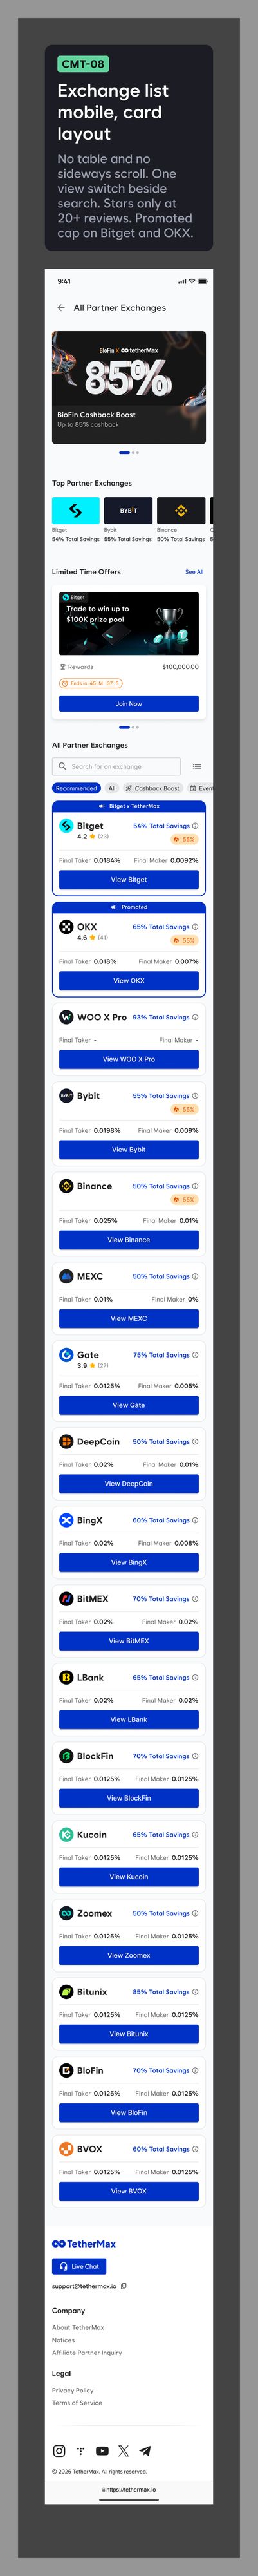 CMT-08
Exchange list
mobile, card
layout
No table and no
sideways scroll. One
view switch beside
search. Stars only at
20+ reviews. Promoted
cap on Bitget and OKX.
9:41
All Partner Exchanges
BloFin X tetherMax
85%
BioFin Cashback Boost
Up to 85% cashback
Top Partner Exchanges
BYBIT
Bitget
Bybit
Binance
54% Total Savings
55% Total Savings
50% Total Savings
5
Limited Time Offers
See All
Bitget
Trade to win up to
$100K prize pool
Rewards
$100,000.00
Ends in
Join Now
All Partner Exchanges
Search for an exchange
Recommended
All
Cashback Boost
Even
Bitget x TetherMax
Bitget
54% Total Savings
4.2 (23)
55%
Final Taker 0.0184%
Final Maker 0.0092%
View Bitget
Promoted
OKX
65% Total Savings
4.6 (41)
55%
Final Taker 0.018%
Final Maker 0.007%
View OKX
WOO X Pro
93% Total Savings
Final Taker -
Final Maker -
View WOO X Pro
BYBIT
Bybit
55% Total Savings
55%
Final Taker 0.0198%
Final Maker 0.009%
View Bybit
Binance
50% Total Savings
55%
Final Taker 0.025%
Final Maker 0.01%
View Binance
MEXC
50% Total Savings
Final Taker 0.01%
Final Maker 0%
View MEXC
Gate
75% Total Savings
3.9 (27)
Final Taker 0.0125%
Final Maker 0.005%
View Gate
DeepCoin
50% Total Savings
Final Taker 0.02%
Final Maker 0.01%
View DeepCoin
BingX
60% Total Savings
Final Taker 0.02%
Final Maker 0.008%
View BingX
BitMEX
70% Total Savings
Final Taker 0.02%
Final Maker 0.02%
View BitMEX
LBank
65% Total Savings
Final Taker 0.02%
Final Maker 0.02%
View LBank
BlockFin
70% Total Savings
Final Taker 0.0125%
Final Maker 0.0125%
View BlockFin
Kucoin
65% Total Savings
Final Taker 0.0125%
Final Maker 0.0125%
View Kucoin
Zoomex
50% Total Savings
Final Taker 0.0125%
Final Maker 0.0125%
View Zoomex
Bitunix
85% Total Savings
Final Taker 0.0125%
Final Maker 0.0125%
View Bitunix
BloFin
70% Total Savings
Final Taker 0.0125%
Final Maker 0.0125%
View BloFin
BVOX
60% Total Savings
Final Taker 0.0125%
Final Maker 0.0125%
View BVOX
TetherMax
Live Chat
support@tethermax.io
Company
About TetherMax
Notices
Affiliate Partner Inquiry
Legal
Privacy Policy
Terms of Service
© 2026 TetherMax. All rights reserved.
https://tethermax.io